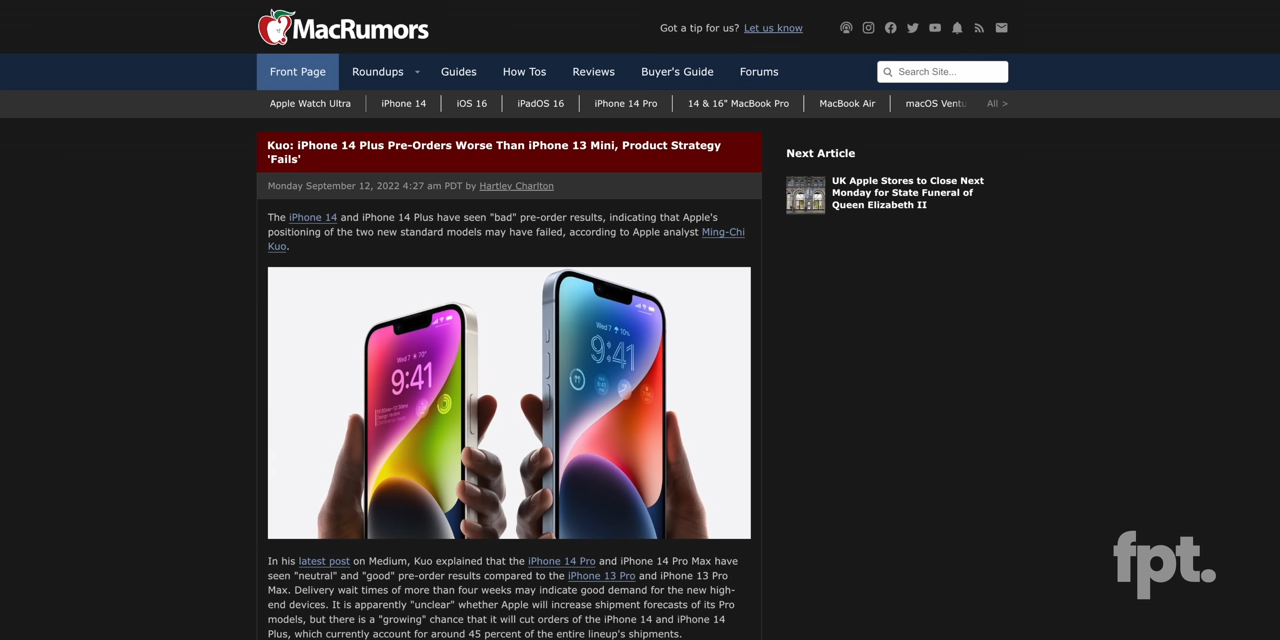 MacRumors
Got a tip for us? Let us know
Front Page Roundups Guides How Tos Reviews Buyer's Guide Forums Search Site...
Apple Watch Ultra iPhone 14 iOS 16 iPadOS 16 iPhone 14 Pro 14 & 16" MacBook Pro MacBook Air macOS Ventu All >
Kuo: iPhone 14 Plus Pre-Orders Worse Than iPhone 13 Mini, Product Strategy
'Fails'
Monday September 12, 2022 4:27 am PDT by Hartley Charlton
The iPhone 14 and iPhone 14 Plus have seen "bad" pre-order results, indicating that Apple's
positioning of the two new standard models may have failed, according to Apple analyst Ming-Chi
Kuo.
Next Article
UK Apple Stores to Close Next
Monday for State Funeral of
Queen Elizabeth II
Wed 7 70°
9:41
Wed 7 10%
9:41
In his latest post on Medium, Kuo explained that the iPhone 14 Pro and iPhone 14 Pro Max have
seen "neutral" and "good" pre-order results compared to the iPhone 13 Pro and iPhone 13 Pro
Max. Delivery wait times of more than four weeks may indicate good demand for the new high-
end devices. It is apparently "unclear" whether Apple will increase shipment forecasts of its Pro
models, but there is a "growing" chance that it will cut orders of the iPhone 14 and iPhone 14
Plus, which currently account for around 45 percent of the entire lineup's shipments.
fpt.